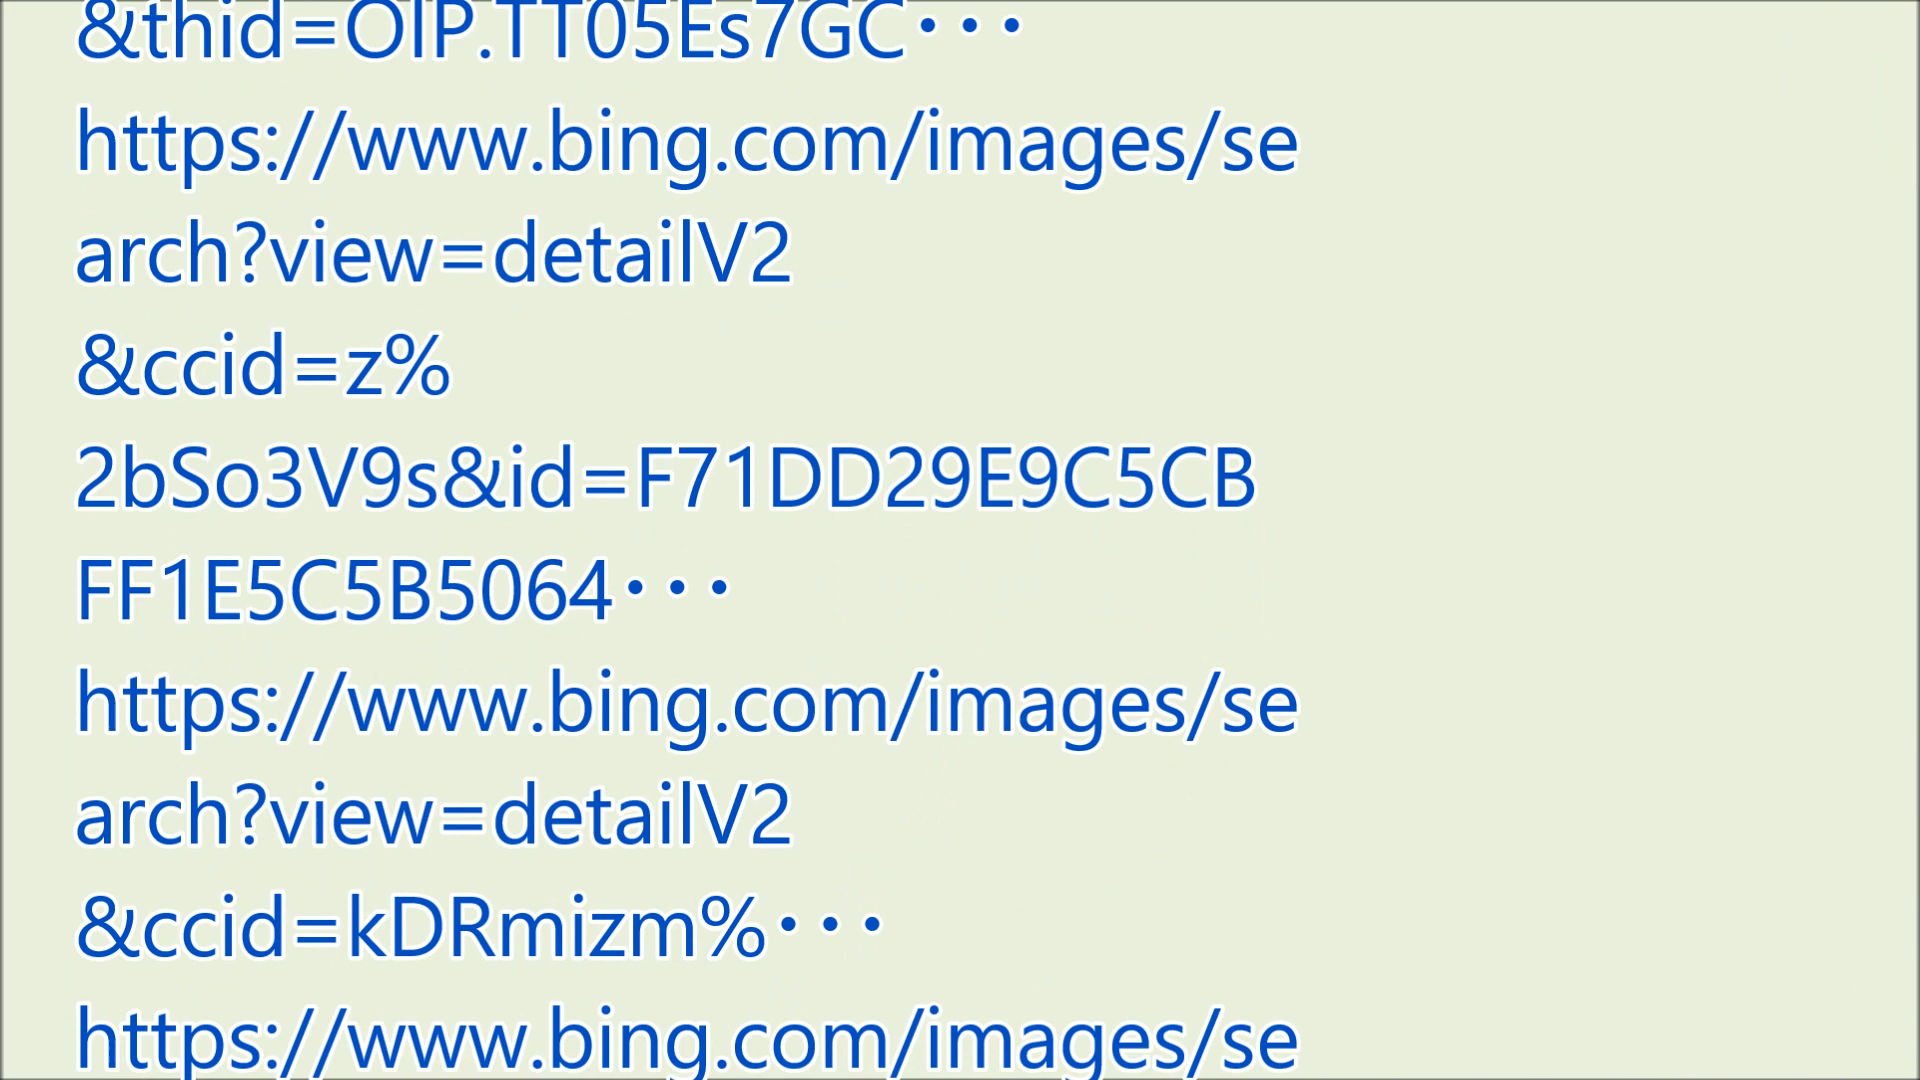 &thid=OIP.TT05Es7GC・・・
https://www.bing.com/images/se
arch?view=detailV2
&ccid=z%
2bSo3V9s&id=F71DD29E9C5CB
FF1E5C5B5064・・・
https://www.bing.com/images/se
arch?view=detailV2
&ccid=kDRmizm%・・・
https://www.bing.com/images/se